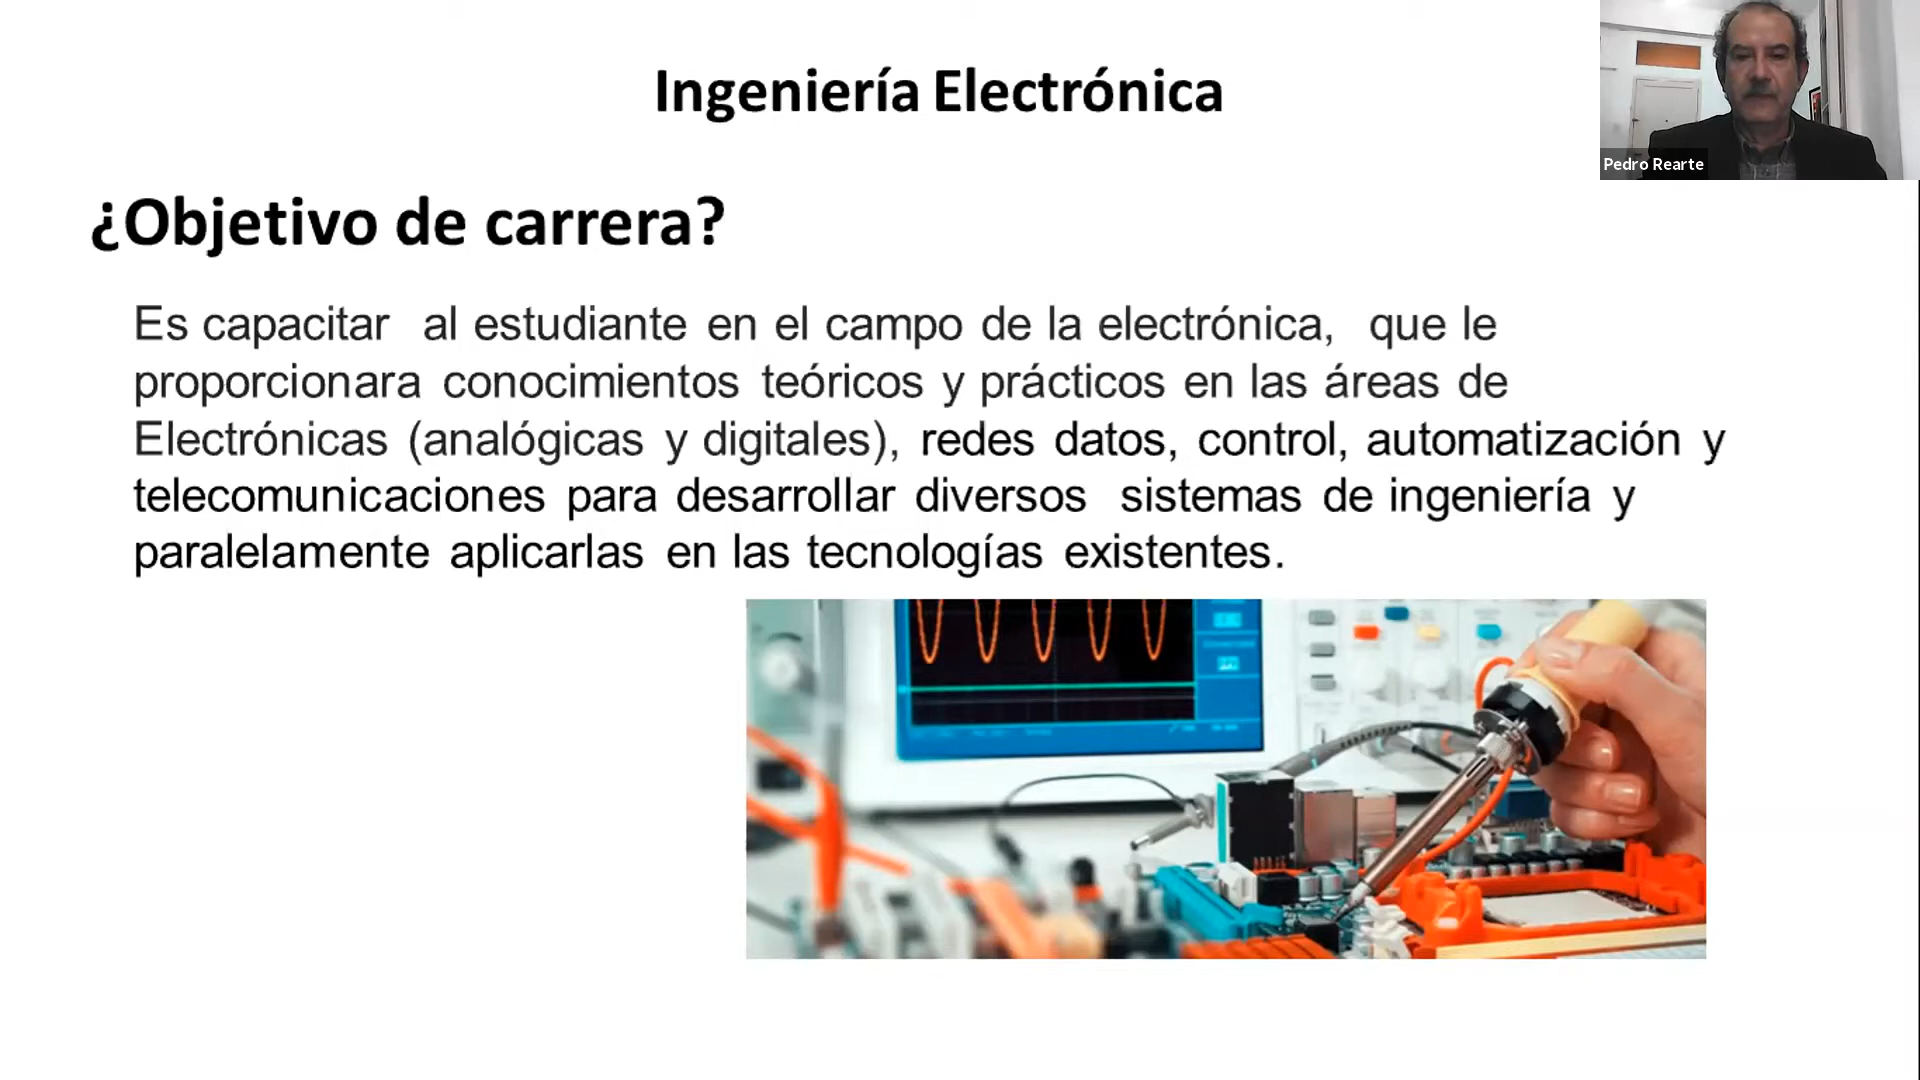 Ingeniería Electrónica
Pedro Rearte
¿Objetivo de carrera?
Es capacitar al estudiante en el campo de la electrónica, que le
proporcionara conocimientos teóricos y prácticos en las áreas de
Electrónicas (analógicas y digitales), redes datos, control, automatización y
telecomunicaciones para desarrollar diversos sistemas de ingeniería y
paralelamente aplicarlas en las tecnologías existentes.